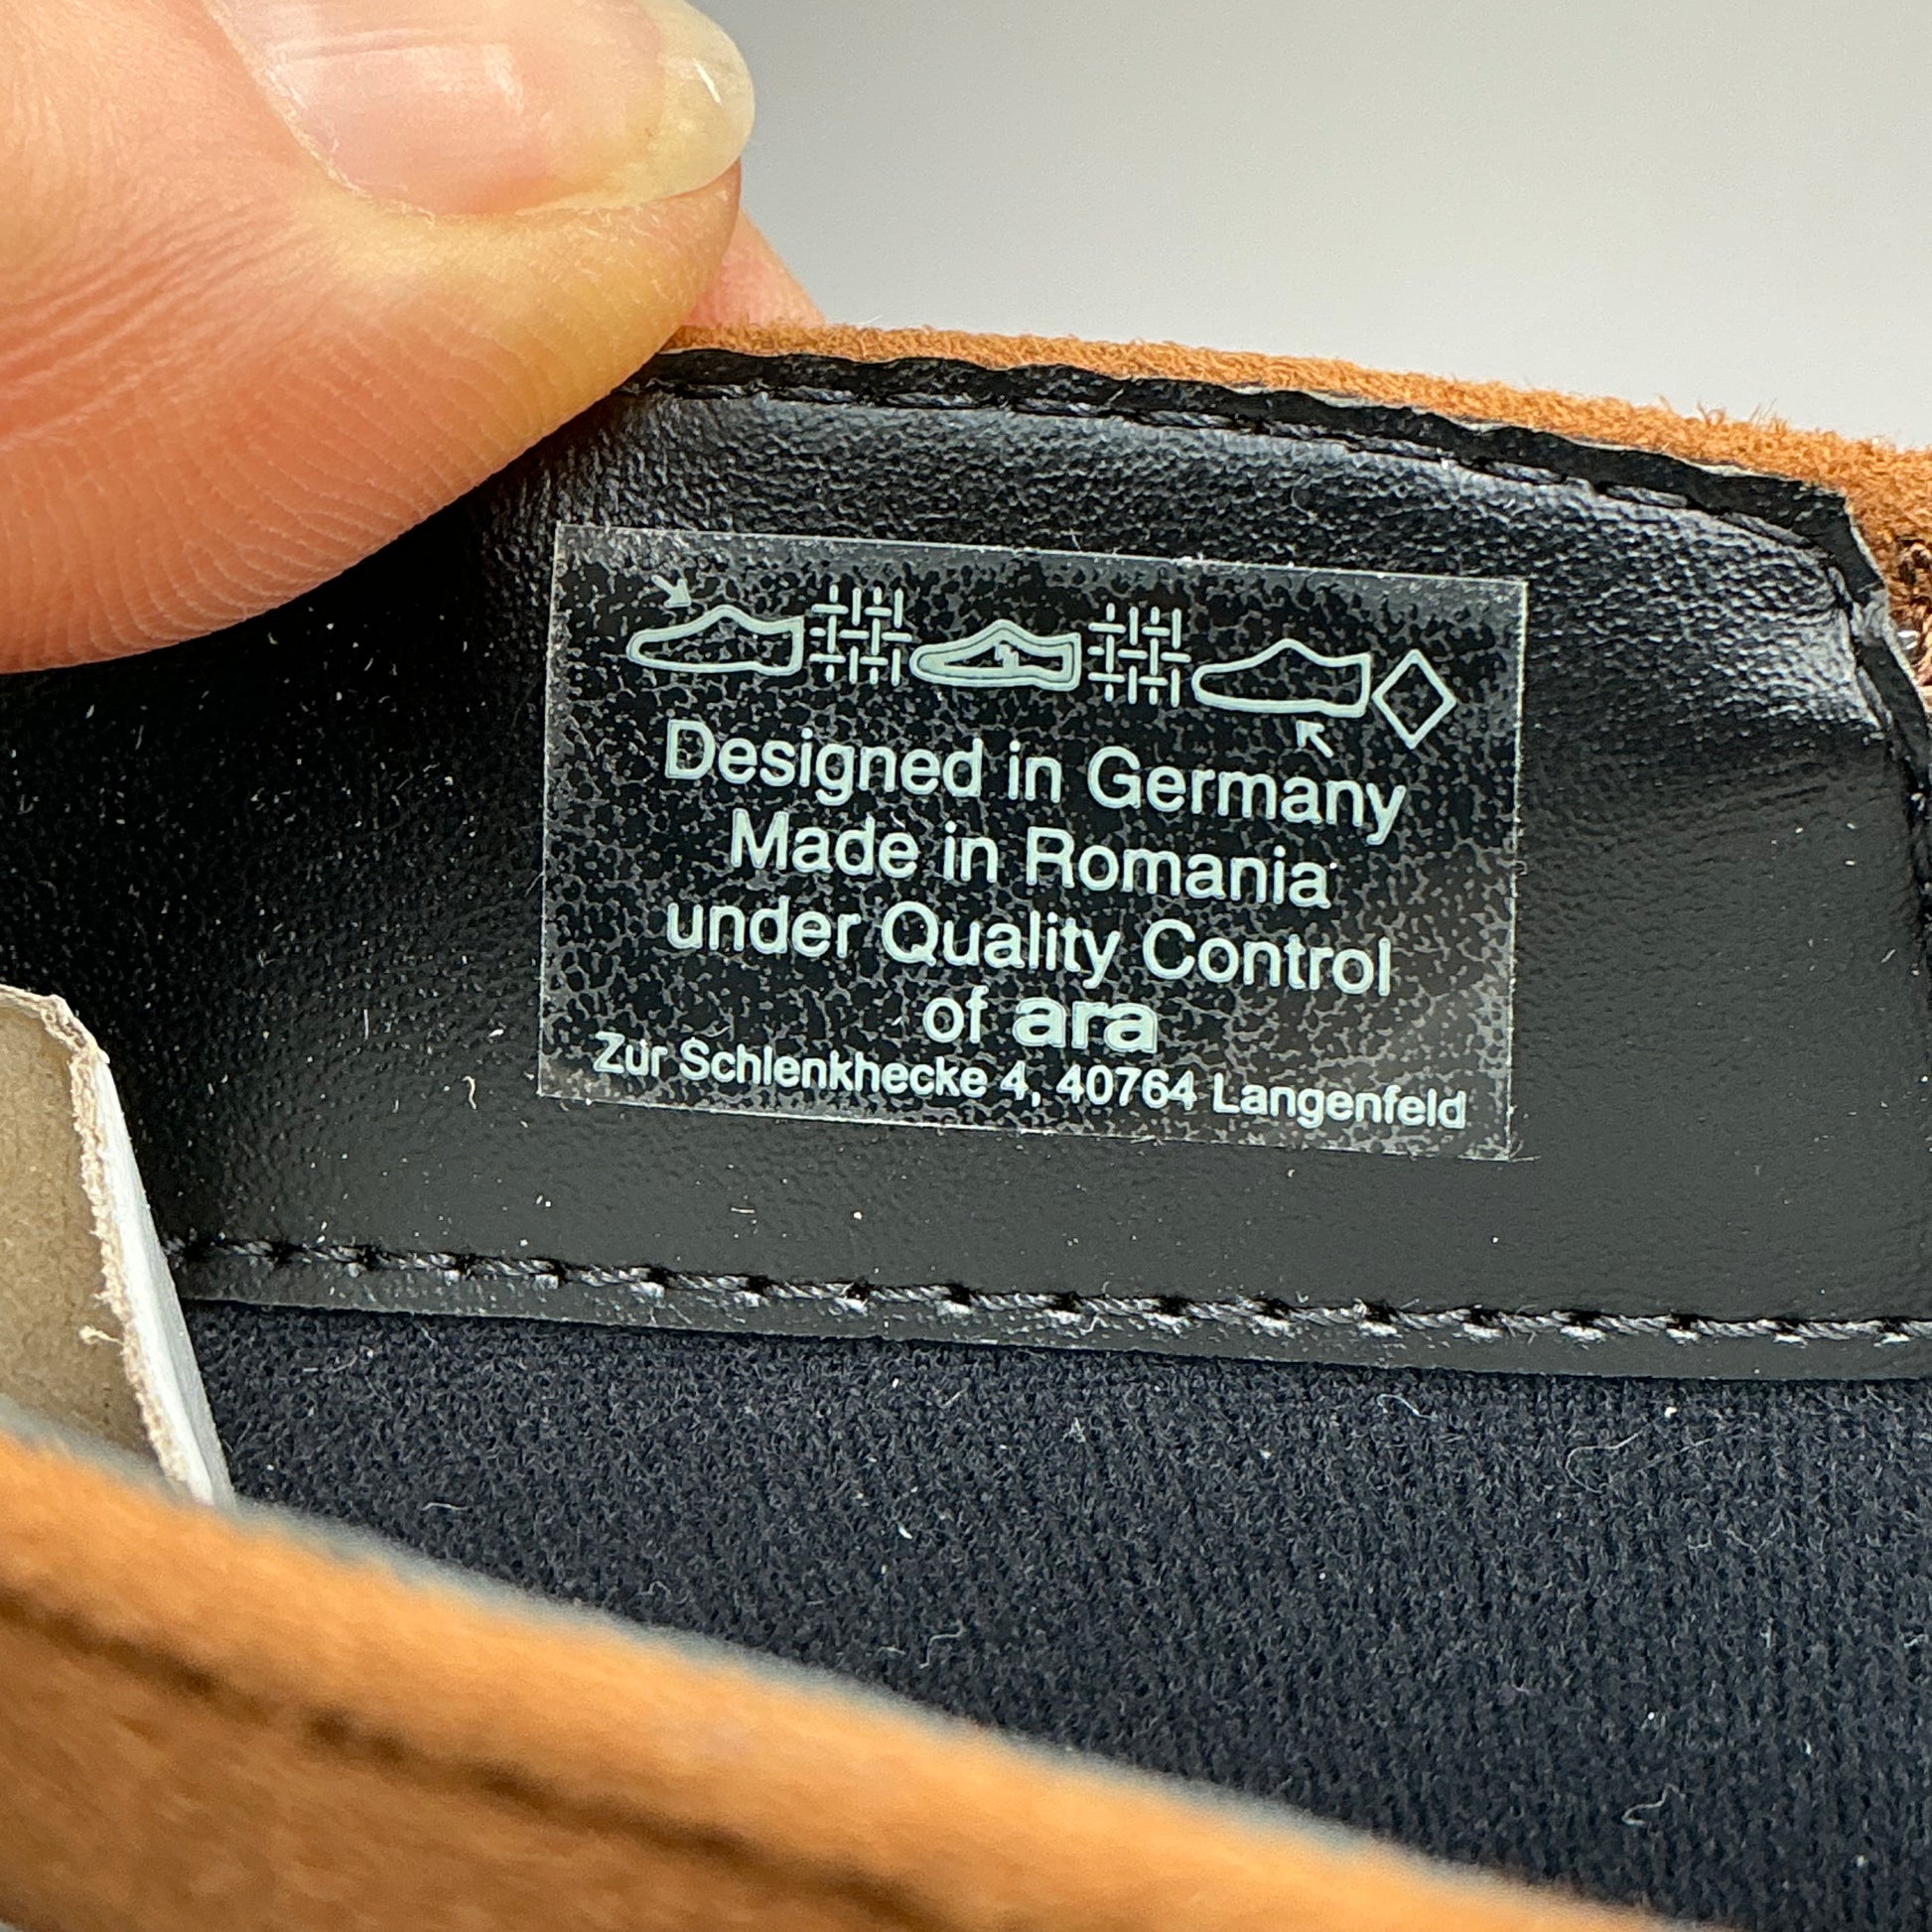 Designed in Germany
Made in Romania
under Quality Control
of ara
Zur Schlenkhecke 4, 40764 Langenfeld